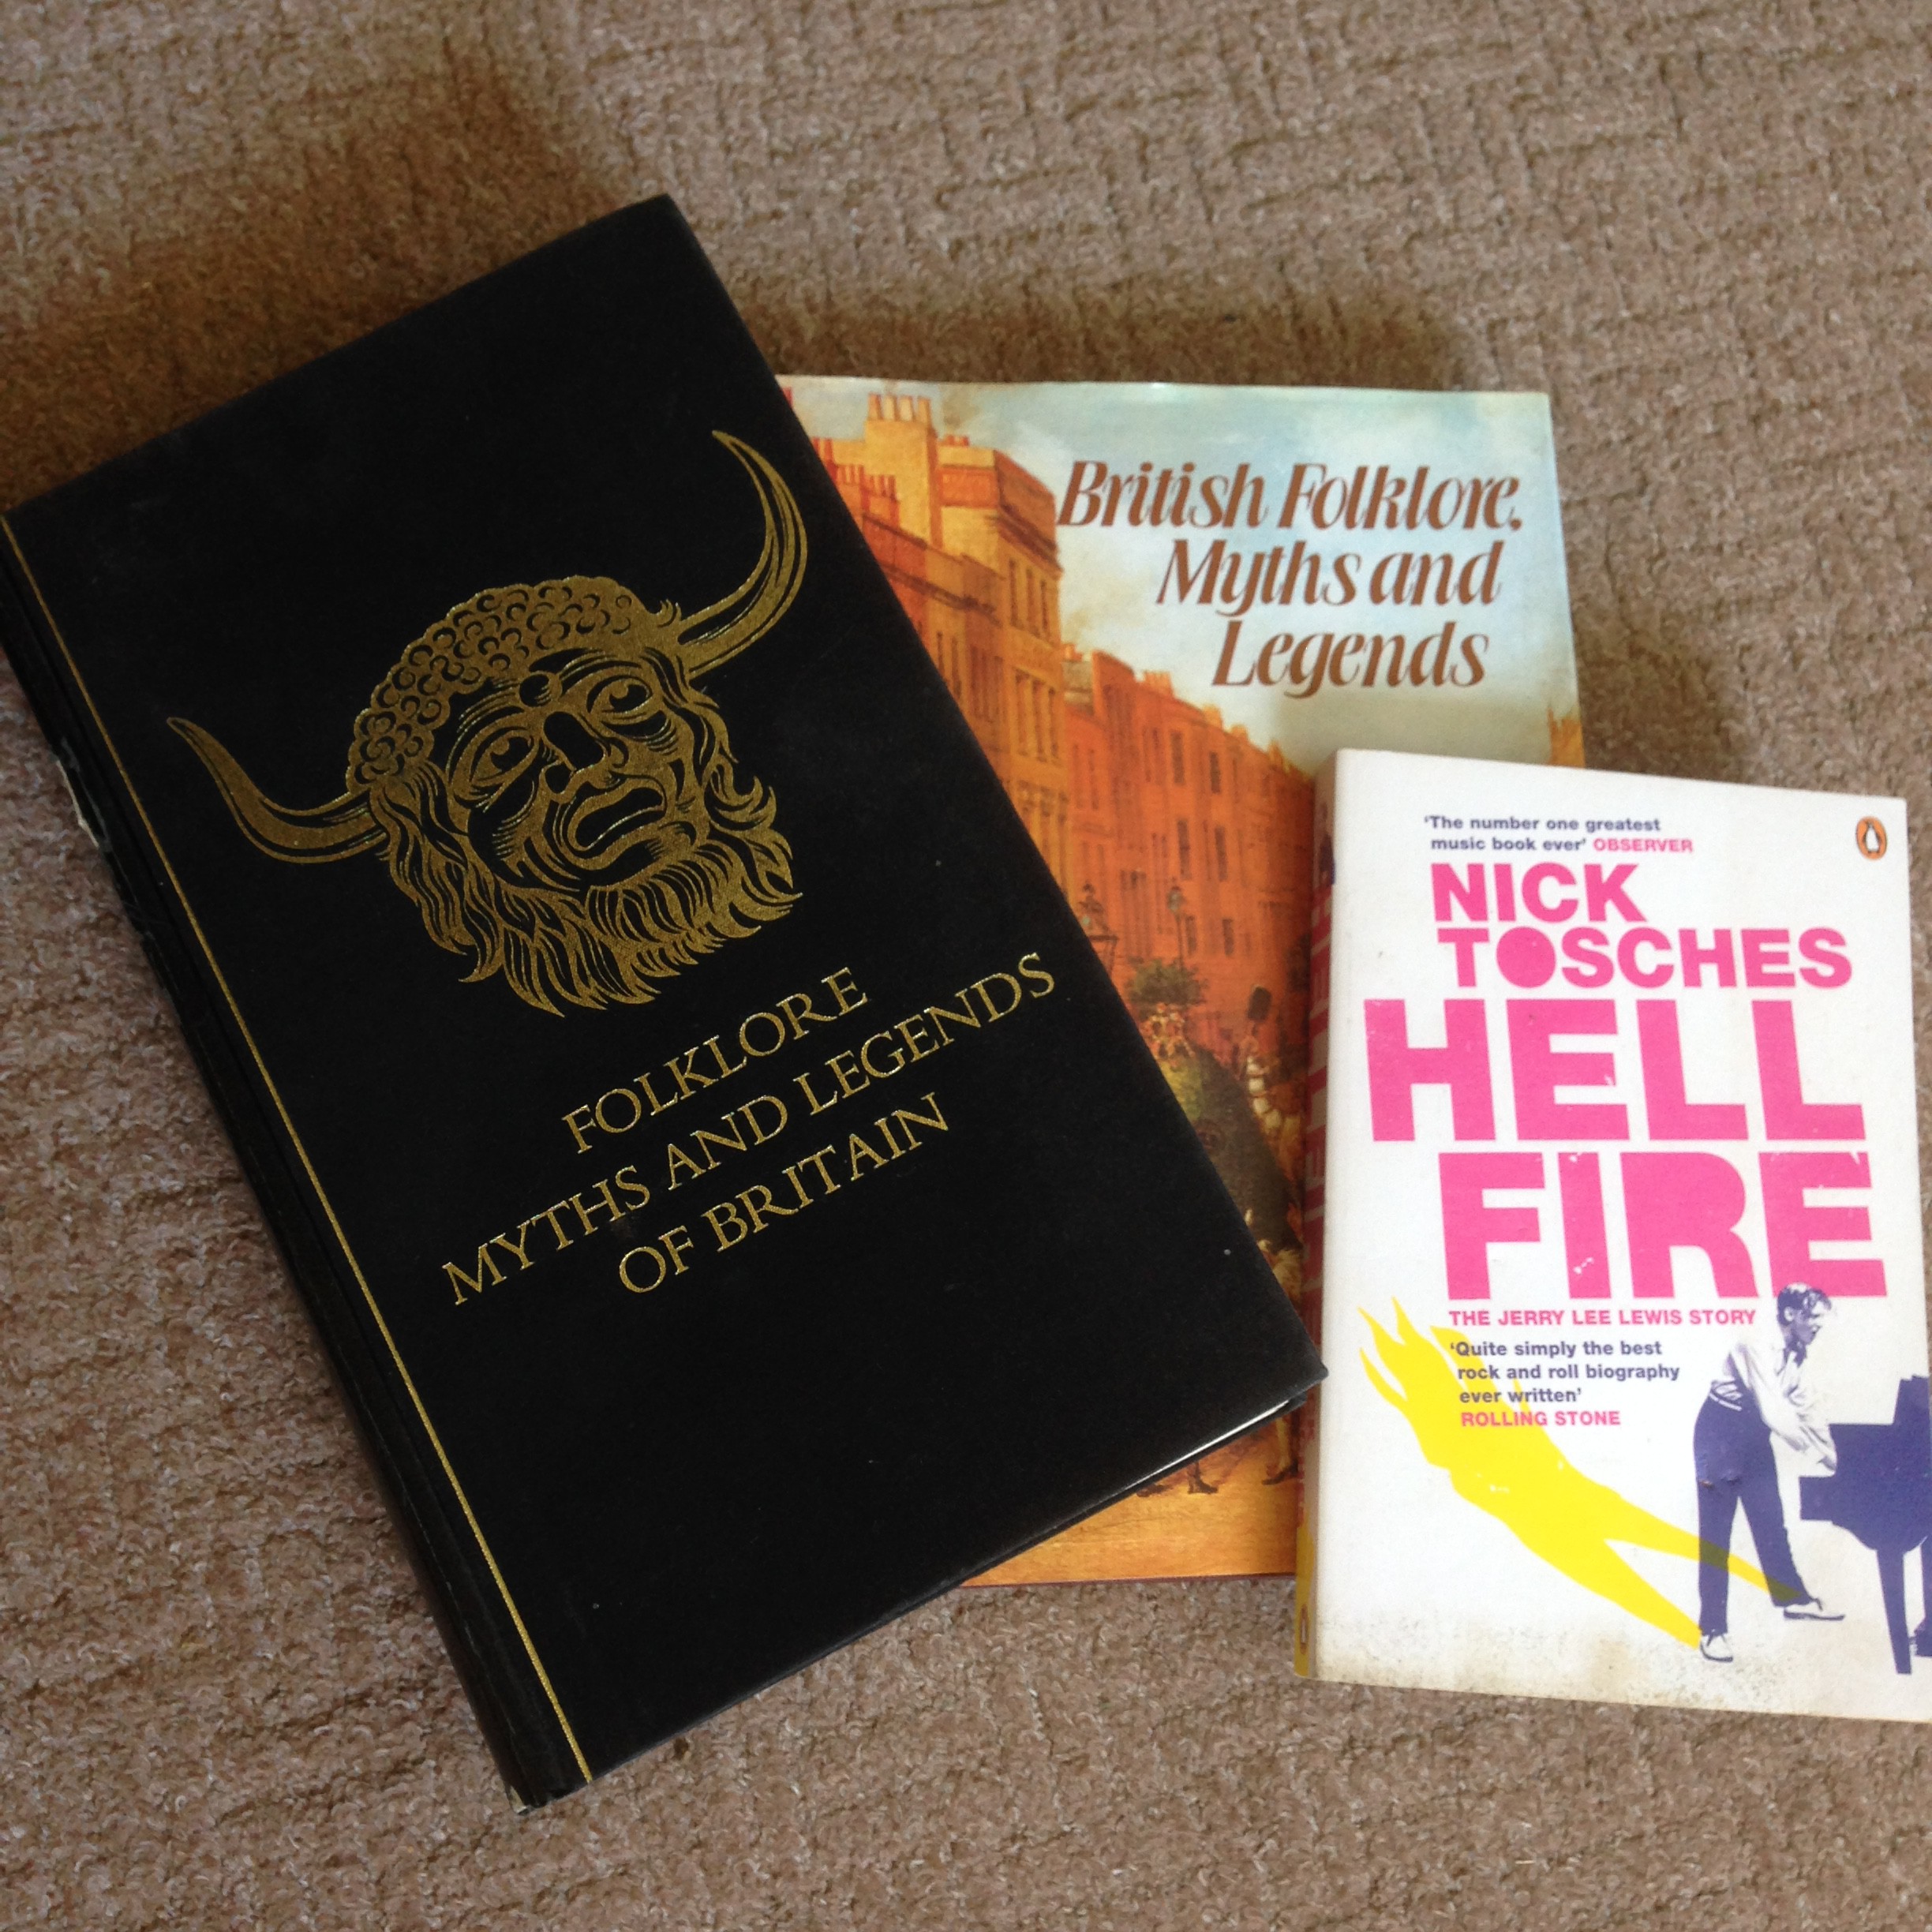 FOLKLORE
MYTHS AND LEGENDS
OF BRITAIN
British Folklore,
Myths and
Legends
'The number one greatest
music book ever' OBSERVER
NICK
TOSCHES
HELL
FIRE
THE JERRY LEE LEWIS STORY
'Quite simply the best
rock and roll biography
ever written'
ROLLING STONE